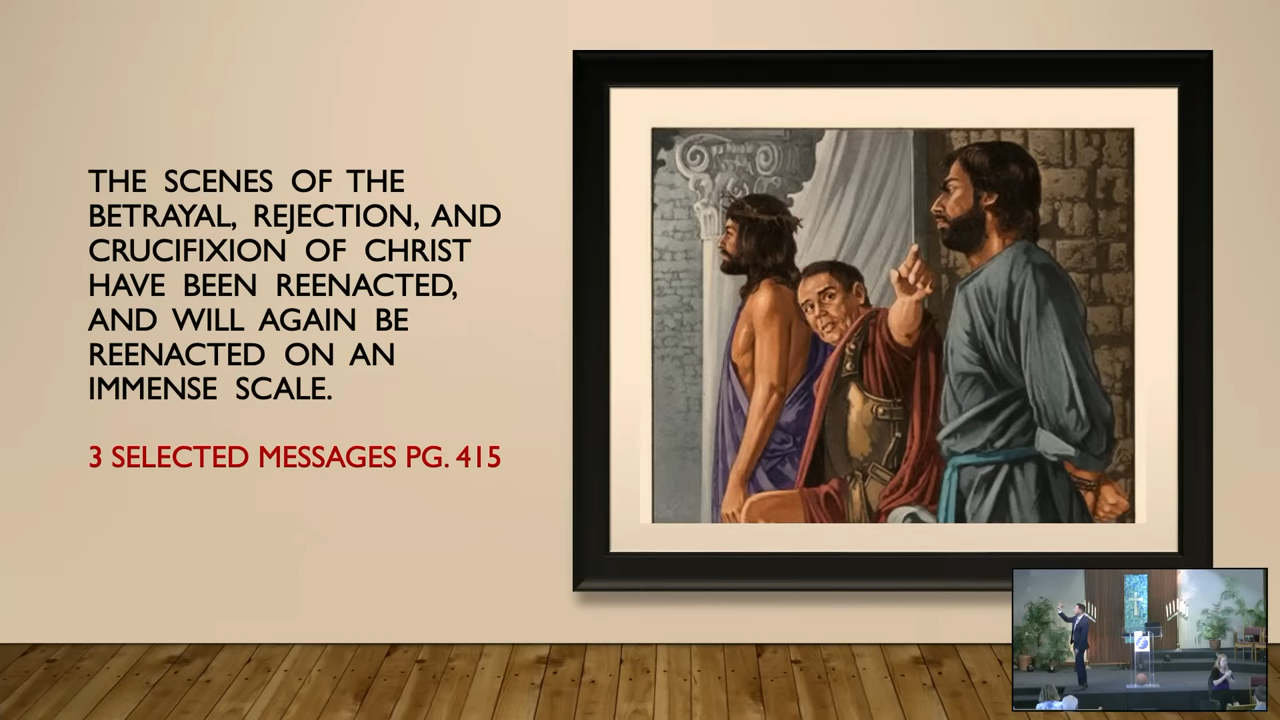 THE SCENES OF THE
BETRAYAL, REJECTION, AND
CRUCIFIXION OF CHRIST
HAVE BEEN REENACTED,
AND WILL AGAIN BE
REENACTED ON AN
IMMENSE SCALE.
3 SELECTED MESSAGES PG. 415